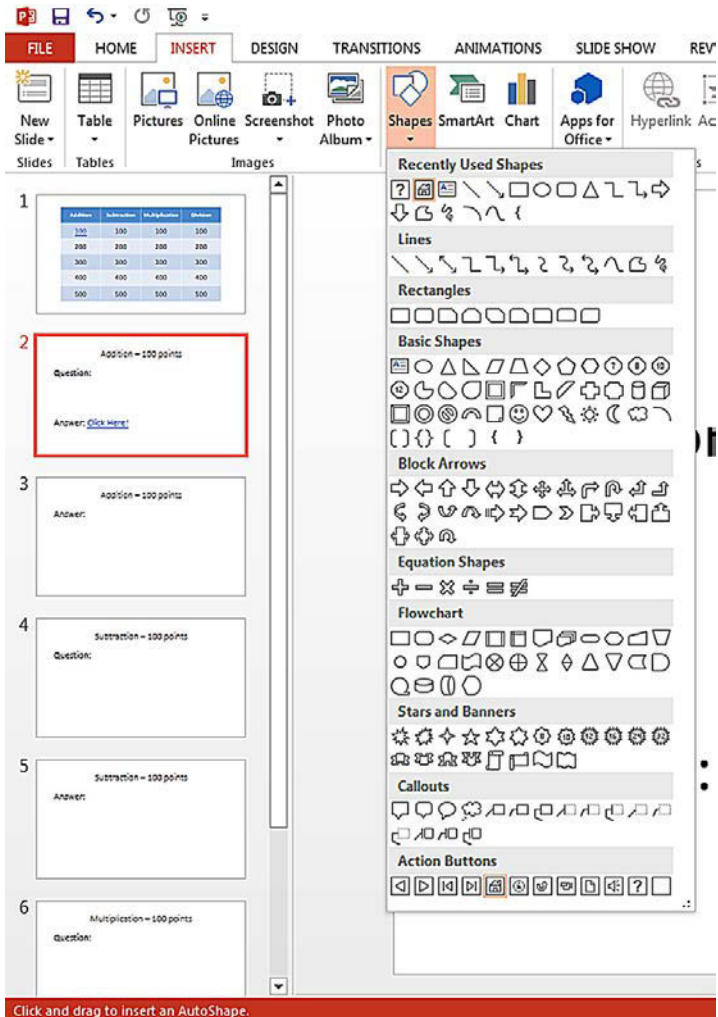 FILE HOME INSERT DESIGN TRANSITIONS ANIMATIONS SLIDE SHOW
New Slide
Table
Pictures
Online Pictures
Screenshot
Photo Album
Shapes
SmartArt
Chart
Apps for Office
Hyperlink
Slides Tables Images
Recently Used Shapes
Lines
Rectangles
Basic Shapes
Block Arrows
Equation Shapes
Flowchart
Stars and Banners
Callouts
Action Buttons
1
Addition Subtraction Multiplication Division
100 100 100 100
200 200 200 200
300 300 300 300
400 400 400 400
500 500 500 500
2
Addition – 100 points
Question:
Answer: Click Here!
3
Addition – 100 points
Answer:
4
Subtraction – 100 points
Question:
5
Subtraction – 100 points
Answer:
6
Multiplication – 100 points
Question:
Click and drag to insert an AutoShape.